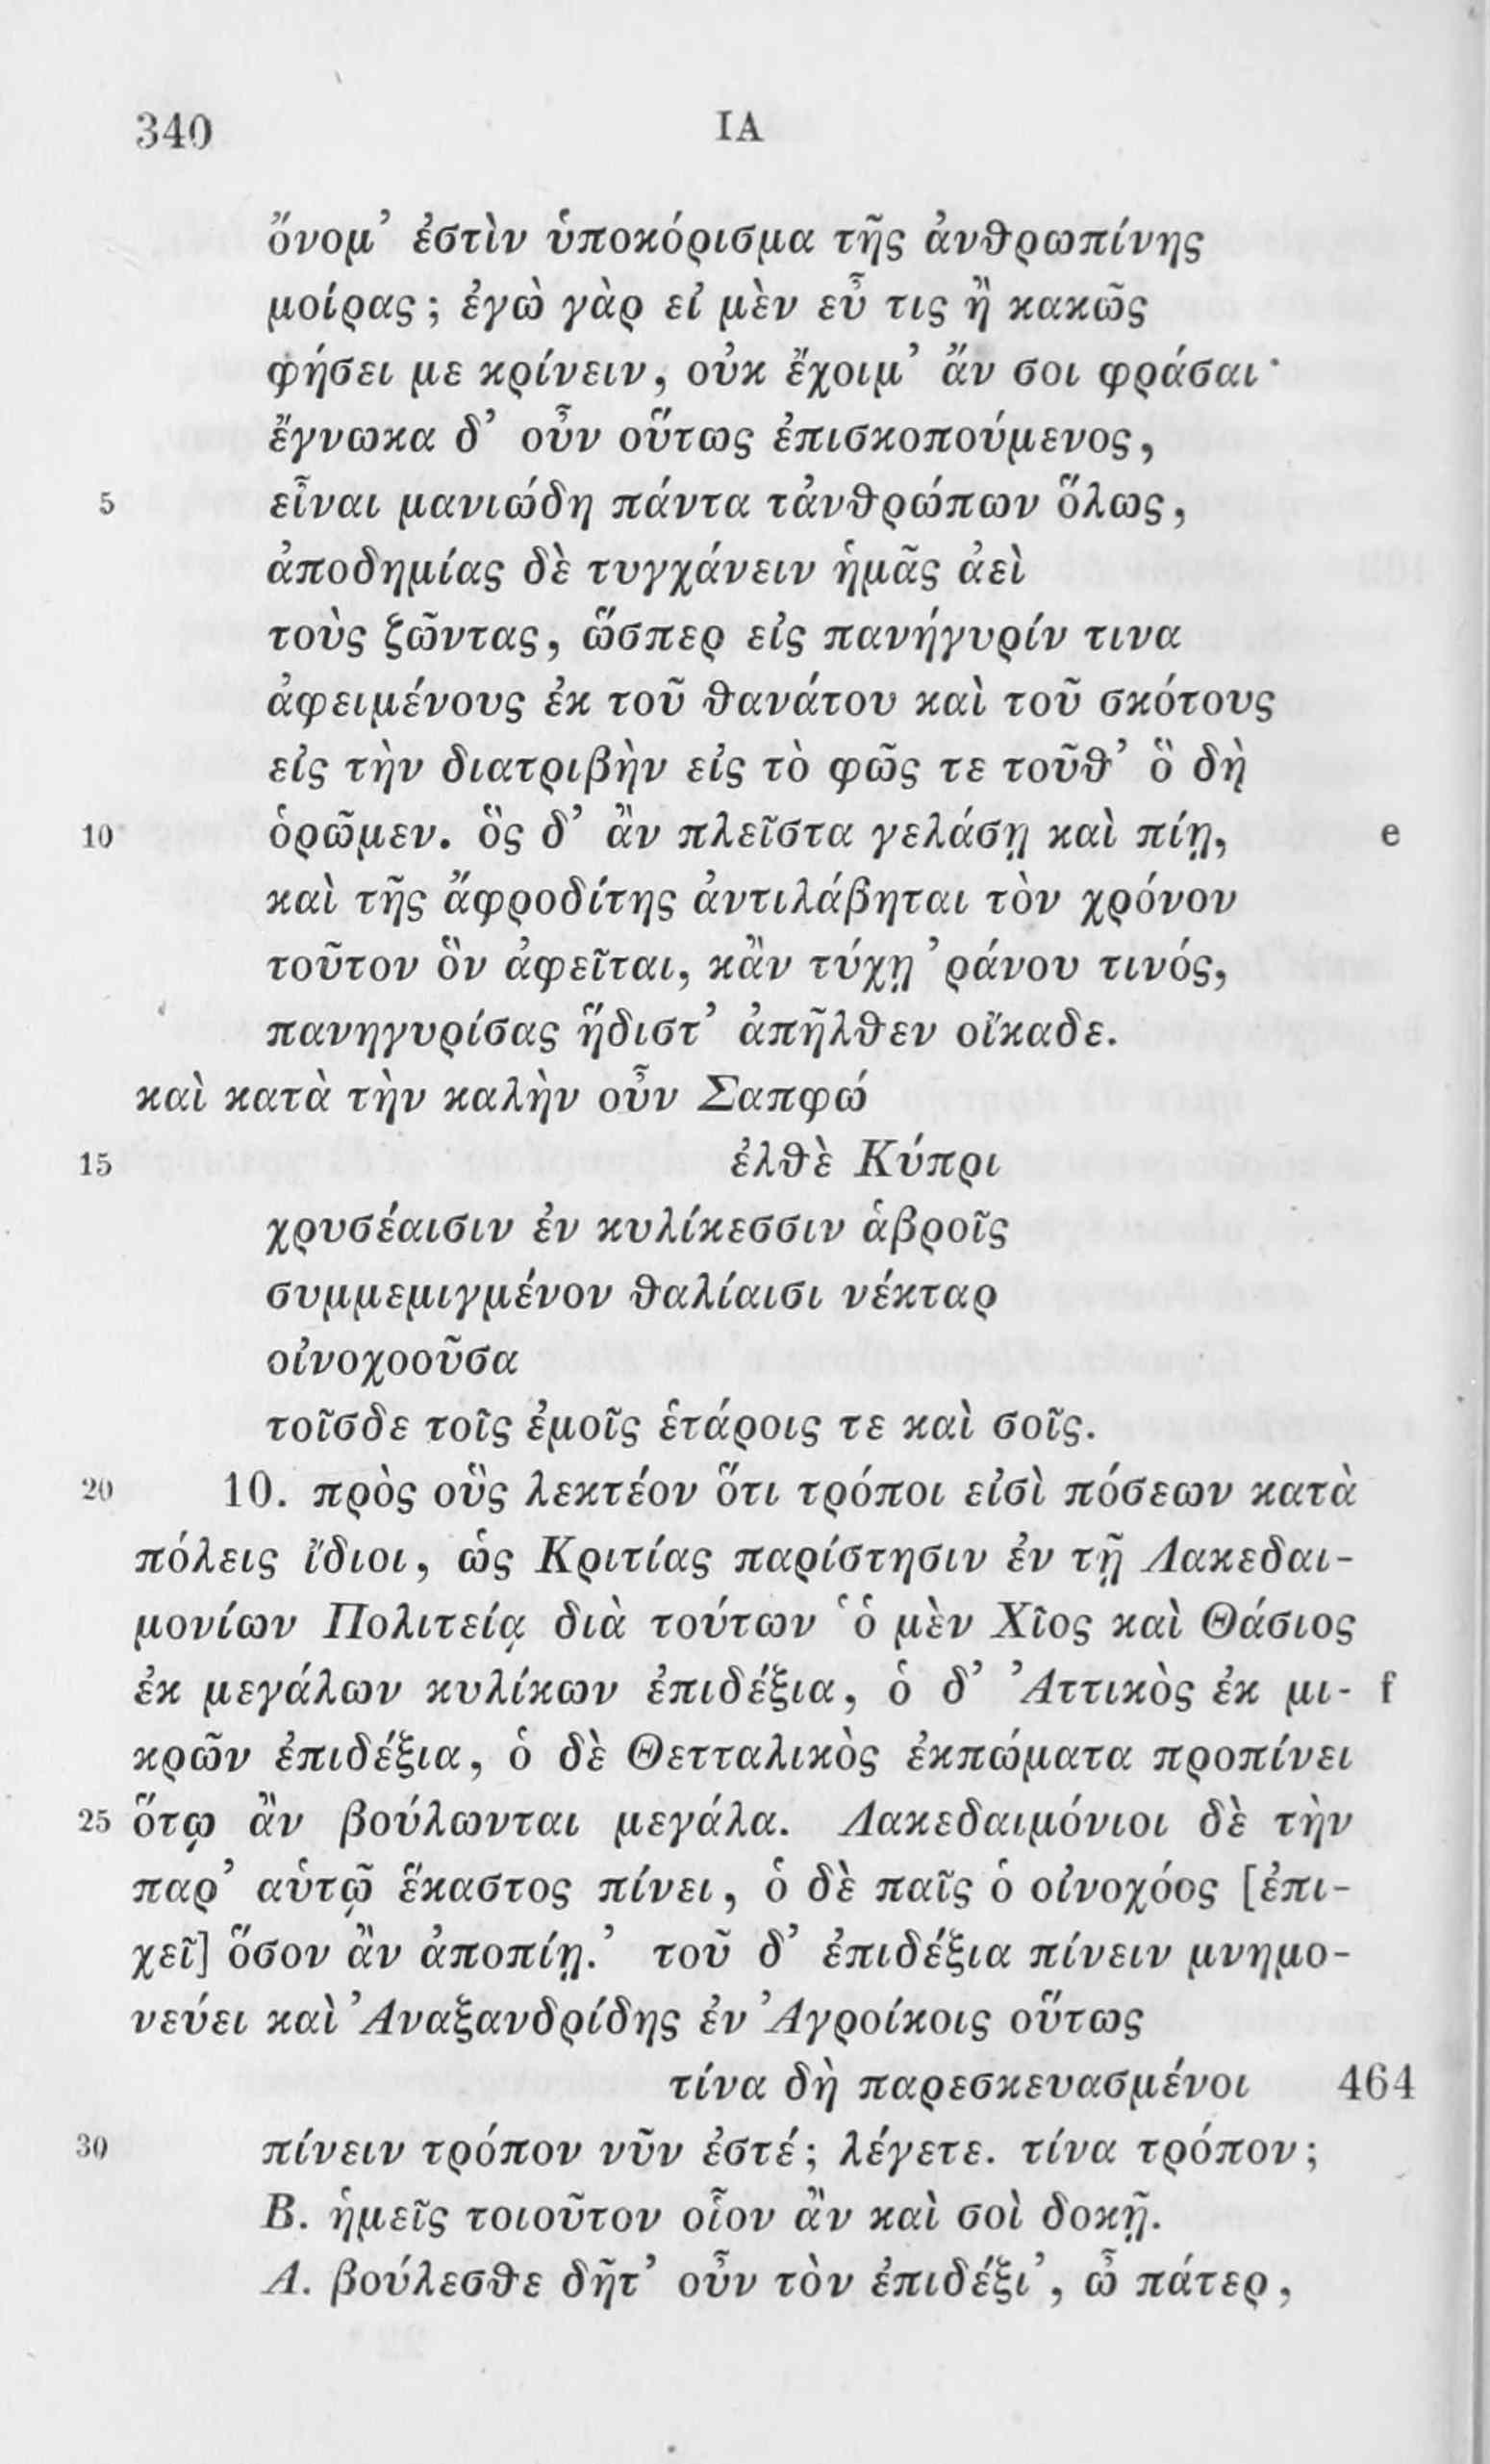 340 ΙΑ
ὄνομ’ ἐστὶν ὑποκόρισμα τῆς ἀνθρωπίνης
μοίρας; ἐγὼ γὰρ εἰ μὲν εὖ τις ἢ κακῶς
φήσει με κρίνειν, οὐκ ἔχοιμ’ ἄν σοι φράσαι·
ἔγνωκα δ’ οὖν οὕτως ἐπισκοπούμενος,
5 εἶναι μανιώδη πάντα τἀνθρώπων ὅλως,
ἀποδημίας δὲ τυγχάνειν ἡμᾶς ἀεὶ
τοὺς ζῶντας, ὥσπερ εἰς πανήγυρίν τινα
ἀφειμένους ἐκ τοῦ θανάτου καὶ τοῦ σκότους
εἰς τὴν διατριβὴν εἰς τὸ φῶς τε τοῦθ’ ὃ δὴ
10 ὁρῶμεν. ὃς δ’ ἂν πλεῖστα γελάσῃ καὶ πίῃ, e
καὶ τῆς ἄφροδίτης ἀντιλάβηται τὸν χρόνον
τοῦτον ὃν ἀφεῖται, κἂν τύχῃ ’ράνου τινός,
πανηγυρίσας ἥδιστ’ ἀπῆλθεν οἴκαδε.
καὶ κατὰ τὴν καλὴν οὖν Σαπφώ
15 ἐλθὲ Κύπρι
χρυσέαισιν ἐν κυλίκεσσιν ἁβροῖς
συμμεμιγμένον θαλίαισι νέκταρ
οἰνοχοοῦσα
τοῖσδε τοῖς ἐμοῖς ἑτάροις τε καὶ σοῖς.
20 10. πρὸς οὓς λεκτέον ὅτι τρόποι εἰσὶ πόσεων κατὰ
πόλεις ἴδιοι, ὡς Κριτίας παρίστησιν ἐν τῇ Λακεδαι-
μονίων Πολιτείᾳ διὰ τούτων ‘ὁ μὲν Χῖος καὶ Θάσιος
ἐκ μεγάλων κυλίκων ἐπιδέξια, ὁ δ’ Ἀττικὸς ἐκ μι- f
κρῶν ἐπιδέξια, ὁ δὲ Θετταλικὸς ἐκπώματα προπίνει
25 ὅτῳ ἂν βούλωνται μεγάλα. Λακεδαιμόνιοι δὲ τὴν
παρ’ αὑτῷ ἕκαστος πίνει, ὁ δὲ παῖς ὁ οἰνοχόος [ἐπι-
χεῖ] ὅσον ἂν ἀποπίῃ.’ τοῦ δ’ ἐπιδέξια πίνειν μνημο-
νεύει καὶ Ἀναξανδρίδης ἐν Ἀγροίκοις οὕτως
τίνα δὴ παρεσκευασμένοι 464
30 πίνειν τρόπον νῦν ἐστέ; λέγετε. τίνα τρόπον;
Β. ἡμεῖς τοιοῦτον οἷον ἂν καὶ σοὶ δοκῇ.
Α. βούλεσθε δῆτ’ οὖν τὸν ἐπιδέξι’, ὦ πάτερ,